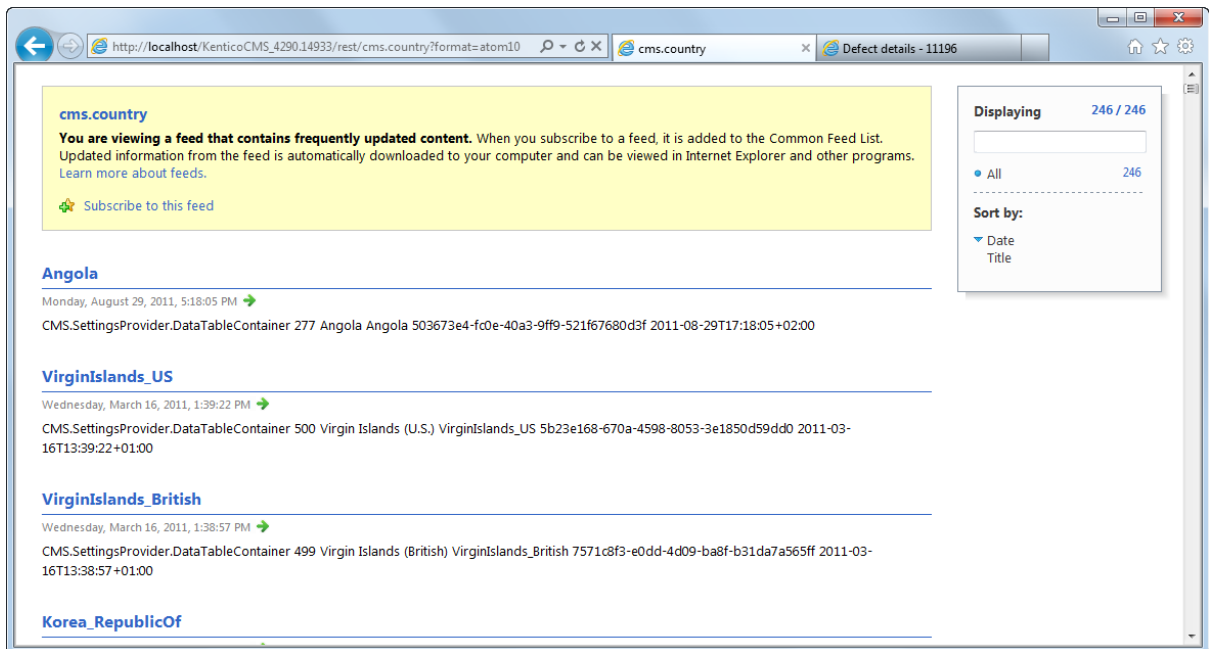 http://localhost/KenticoCMS_4290.14933/rest/cms.country?format=atom10
cms.country
Defect details - 11196
cms.country
You are viewing a feed that contains frequently updated content. When you subscribe to a feed, it is added to the Common Feed List.
Updated information from the feed is automatically downloaded to your computer and can be viewed in Internet Explorer and other programs.
Learn more about feeds.
Subscribe to this feed
Displaying 246 / 246
All 246
Sort by:
Date
Title
Angola
Monday, August 29, 2011, 5:18:05 PM
CMS.SettingsProvider.DataTableContainer 277 Angola Angola 503673e4-fc0e-40a3-9ff9-521f67680d3f 2011-08-29T17:18:05+02:00
VirginIslands_US
Wednesday, March 16, 2011, 1:39:22 PM
CMS.SettingsProvider.DataTableContainer 500 Virgin Islands (U.S.) VirginIslands_US 5b23e168-670a-4598-8053-3e1850d59dd0 2011-03-
16T13:39:22+01:00
VirginIslands_British
Wednesday, March 16, 2011, 1:38:57 PM
CMS.SettingsProvider.DataTableContainer 499 Virgin Islands (British) VirginIslands_British 7571c8f3-e0dd-4d09-ba8f-b31da7a565ff 2011-03-
16T13:38:57+01:00
Korea_RepublicOf